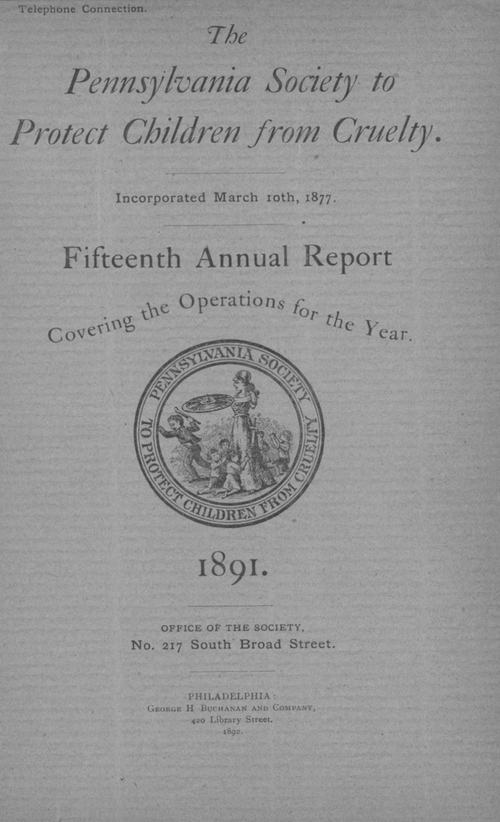 Telephone Connection.
The
Pennsylvania Society to
Protect Children from Cruelty.
Incorporated March 10th, 1877.
Fifteenth Annual Report
Covering the Operations for the Year.
PENNSYLVANIA SOCIETY
TO PROTECT CHILDREN FROM CRUELTY
1891.
OFFICE OF THE SOCIETY,
No. 217 South Broad Street.
PHILADELPHIA:
GEORGE H BUCHANAN AND COMPANY,
420 Library Street.
1892.